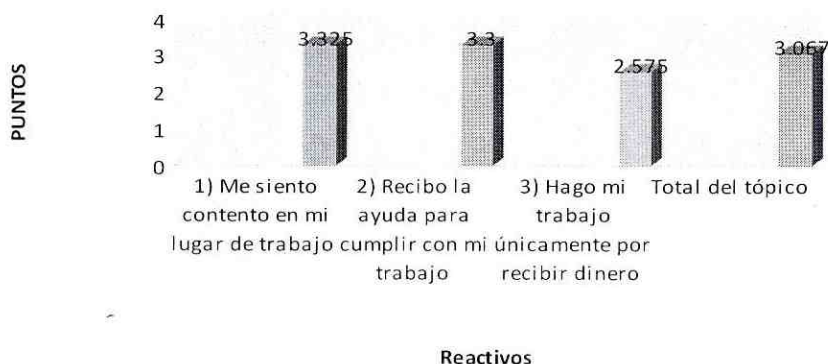 PUNTOS
4
3
2
1
0
3.325
3.3
2.575
3.067
1) Me siento contento en mi lugar de trabajo
2) Recibo la ayuda para cumplir con mi trabajo
3) Hago mi trabajo únicamente por recibir dinero
Total del tópico
Reactivos